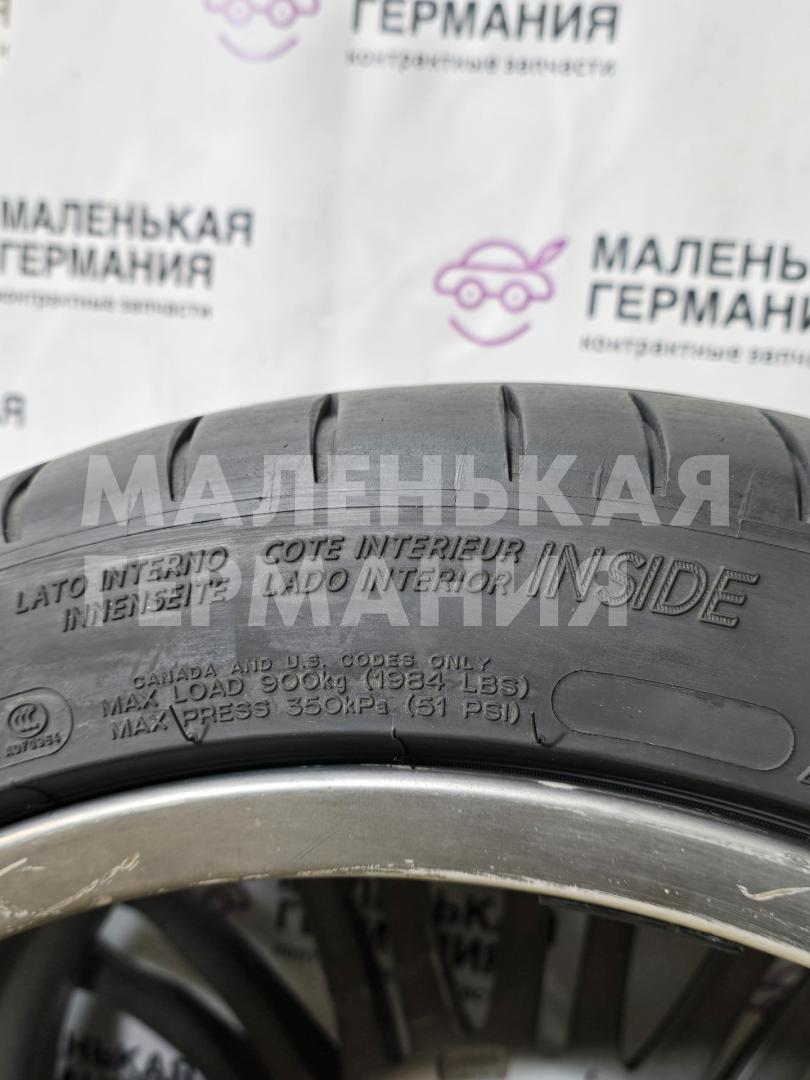 ГЕРМАНИЯ
контрактные запчасти
МАЛЕНЬКАЯ
ГЕРМАНИЯ
контрактные запчасти
МАЛЕНЬ
ГЕРМАНИ
контрактные запча
МАЛЕНЬКАЯ
ГЕРМАНИЯ
LATO INTERNO
INNENSEITE
COTE INTERIEUR
LADO INTERIOR
INSIDE
CANADA AND U.S. CODES ONLY
MAX LOAD 900kg (1984 LBS)
MAX PRESS 350kPa (51 PSI)